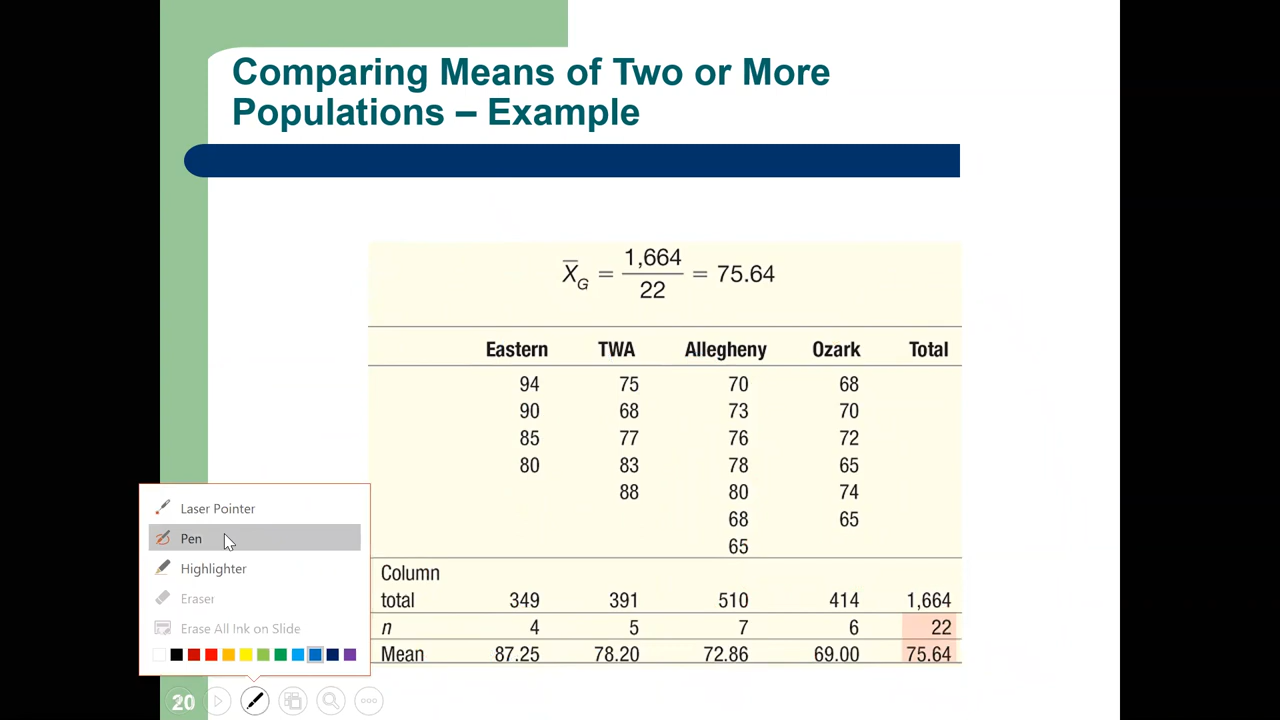 Comparing Means of Two or More
Populations – Example
X̄G = 1,664 / 22 = 75.64
Eastern TWA Allegheny Ozark Total
94 75 70 68
90 68 73 70
85 77 76 72
80 83 78 65
88 80 74
68 65
65
Column
total 349 391 510 414 1,664
n 4 5 7 6 22
Mean 87.25 78.20 72.86 69.00 75.64
Laser Pointer
Pen
Highlighter
Eraser
Erase All Ink on Slide
20